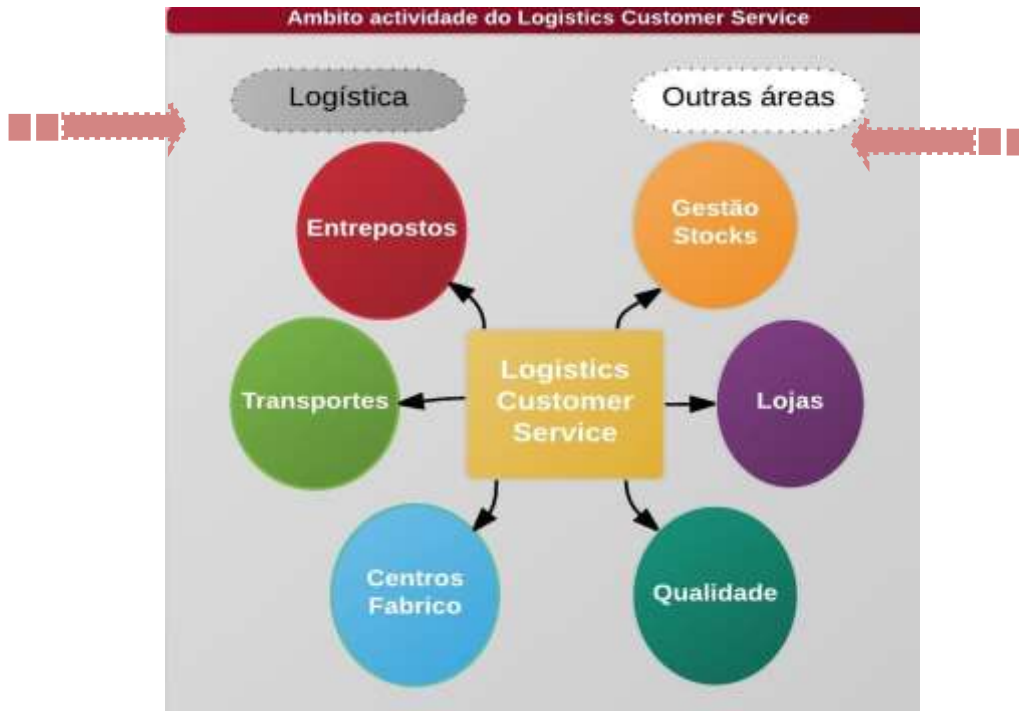 Ambito actividade do Logistics Customer Service
Logística
Outras áreas
Entrepostos
Gestão
Stocks
Transportes
Logistics
Customer
Service
Lojas
Centros
Fabrico
Qualidade